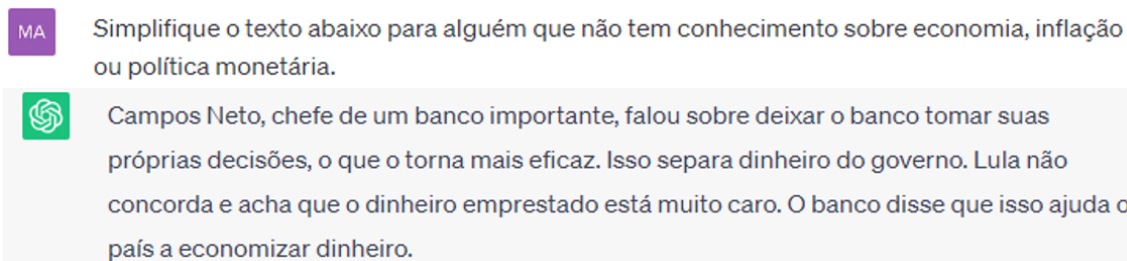 MA
Simplifique o texto abaixo para alguém que não tem conhecimento sobre economia, inflação
ou política monetária.
Campos Neto, chefe de um banco importante, falou sobre deixar o banco tomar suas
próprias decisões, o que o torna mais eficaz. Isso separa dinheiro do governo. Lula não
concorda e acha que o dinheiro emprestado está muito caro. O banco disse que isso ajuda o
país a economizar dinheiro.